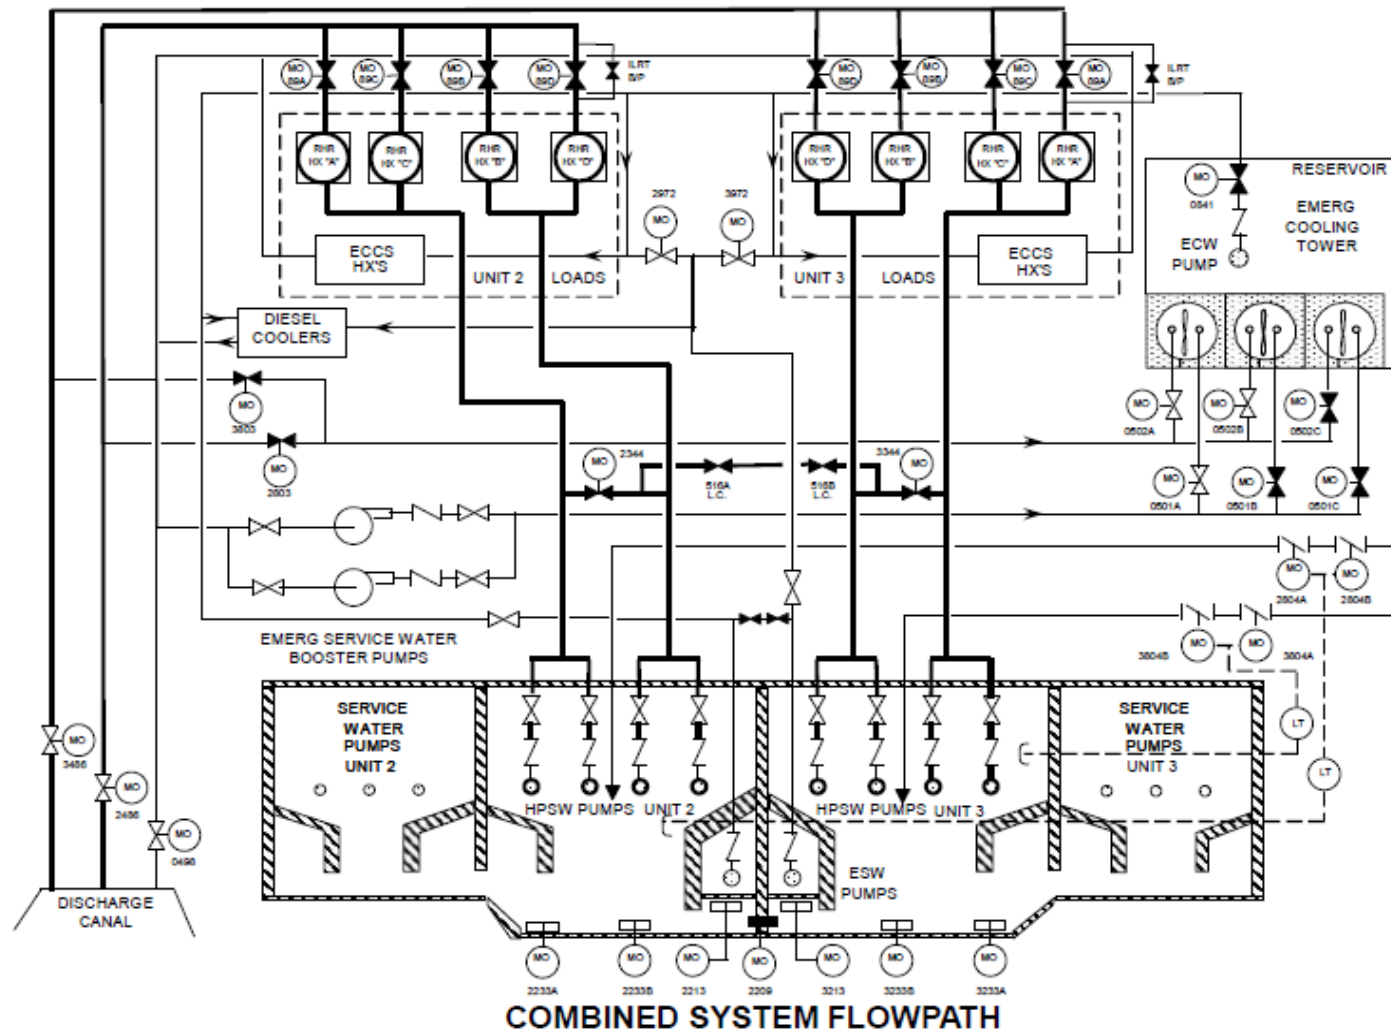 MO
89A
MO
89C
MO
89B
MO
89D
ILRT
B/P
MO
89D
MO
89B
MO
89C
MO
89A
ILRT
B/P
RHR
HX "A"
RHR
HX "C"
RHR
HX "B"
RHR
HX "D"
RHR
HX "D"
RHR
HX "B"
RHR
HX "C"
RHR
HX "A"
RESERVOIR
MO
0841
EMERG
COOLING
TOWER
ECW
PUMP
2972
MO
3972
MO
ECCS
HX'S
UNIT 2 LOADS
UNIT 3 LOADS
ECCS
HX'S
DIESEL
COOLERS
MO
3803
MO
2803
MO
0502A
MO
0502B
MO
0502C
MO
2344
516A
L.C.
516B
L.C.
3344
MO
MO
0501A
MO
0501B
MO
0501C
MO
2804A
MO
2804B
MO
3804B
MO
3804A
EMERG SERVICE WATER
BOOSTER PUMPS
SERVICE
WATER
PUMPS
UNIT 2
SERVICE
WATER
PUMPS
UNIT 3
LT
LT
MO
3486
MO
2486
MO
0498
HPSW PUMPS UNIT 2
HPSW PUMPS UNIT 3
ESW
PUMPS
DISCHARGE
CANAL
MO
2233A
MO
2233B
MO
2213
MO
2209
MO
3213
MO
3233B
MO
3233A
COMBINED SYSTEM FLOWPATH